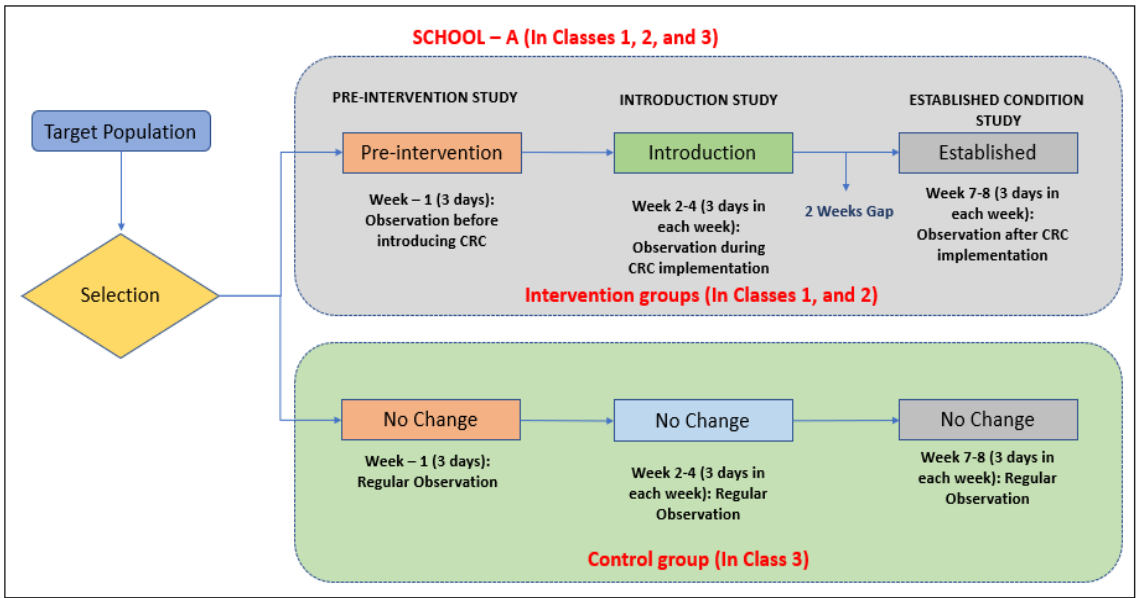 SCHOOL – A (In Classes 1, 2, and 3)
Target Population
Selection
PRE-INTERVENTION STUDY
Pre-intervention
Week – 1 (3 days):
Observation before
introducing CRC
INTRODUCTION STUDY
Introduction
Week 2-4 (3 days in
each week):
Observation during
CRC implementation
2 Weeks Gap
ESTABLISHED CONDITION
STUDY
Established
Week 7-8 (3 days in
each week):
Observation after CRC
implementation
Intervention groups (In Classes 1, and 2)
No Change
Week – 1 (3 days):
Regular Observation
No Change
Week 2-4 (3 days in
each week): Regular
Observation
No Change
Week 7-8 (3 days in
each week): Regular
Observation
Control group (In Class 3)